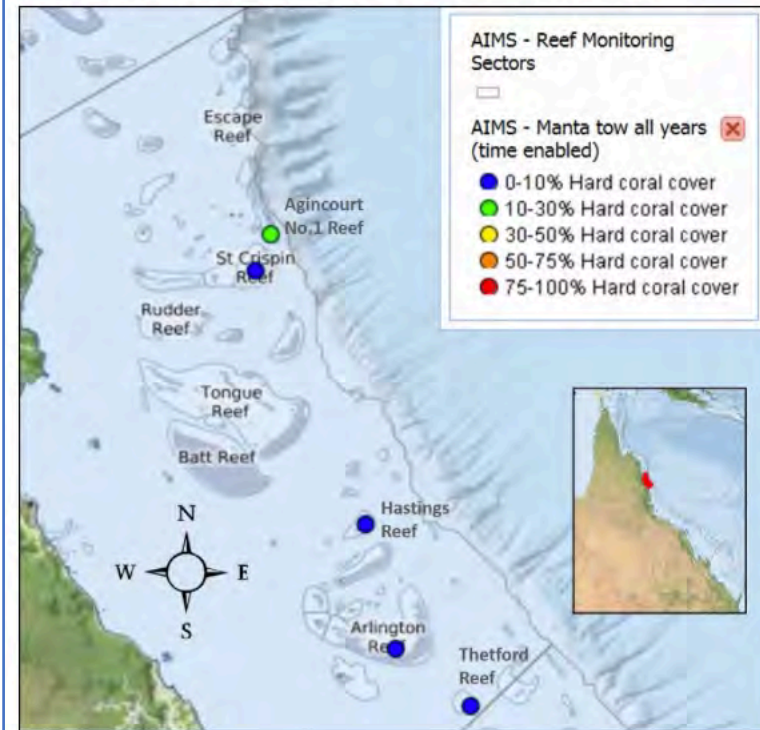 AIMS - Reef Monitoring
Sectors
AIMS - Manta tow all years
(time enabled)
0-10% Hard coral cover
10-30% Hard coral cover
30-50% Hard coral cover
50-75% Hard coral cover
75-100% Hard coral cover
Escape
Reef
Agincourt
No.1 Reef
St Crispin
Reef
Rudder
Reef
Tongue
Reef
Batt Reef
Hastings
Reef
N
W
E
S
Arlington
Reef
Thetford
Reef